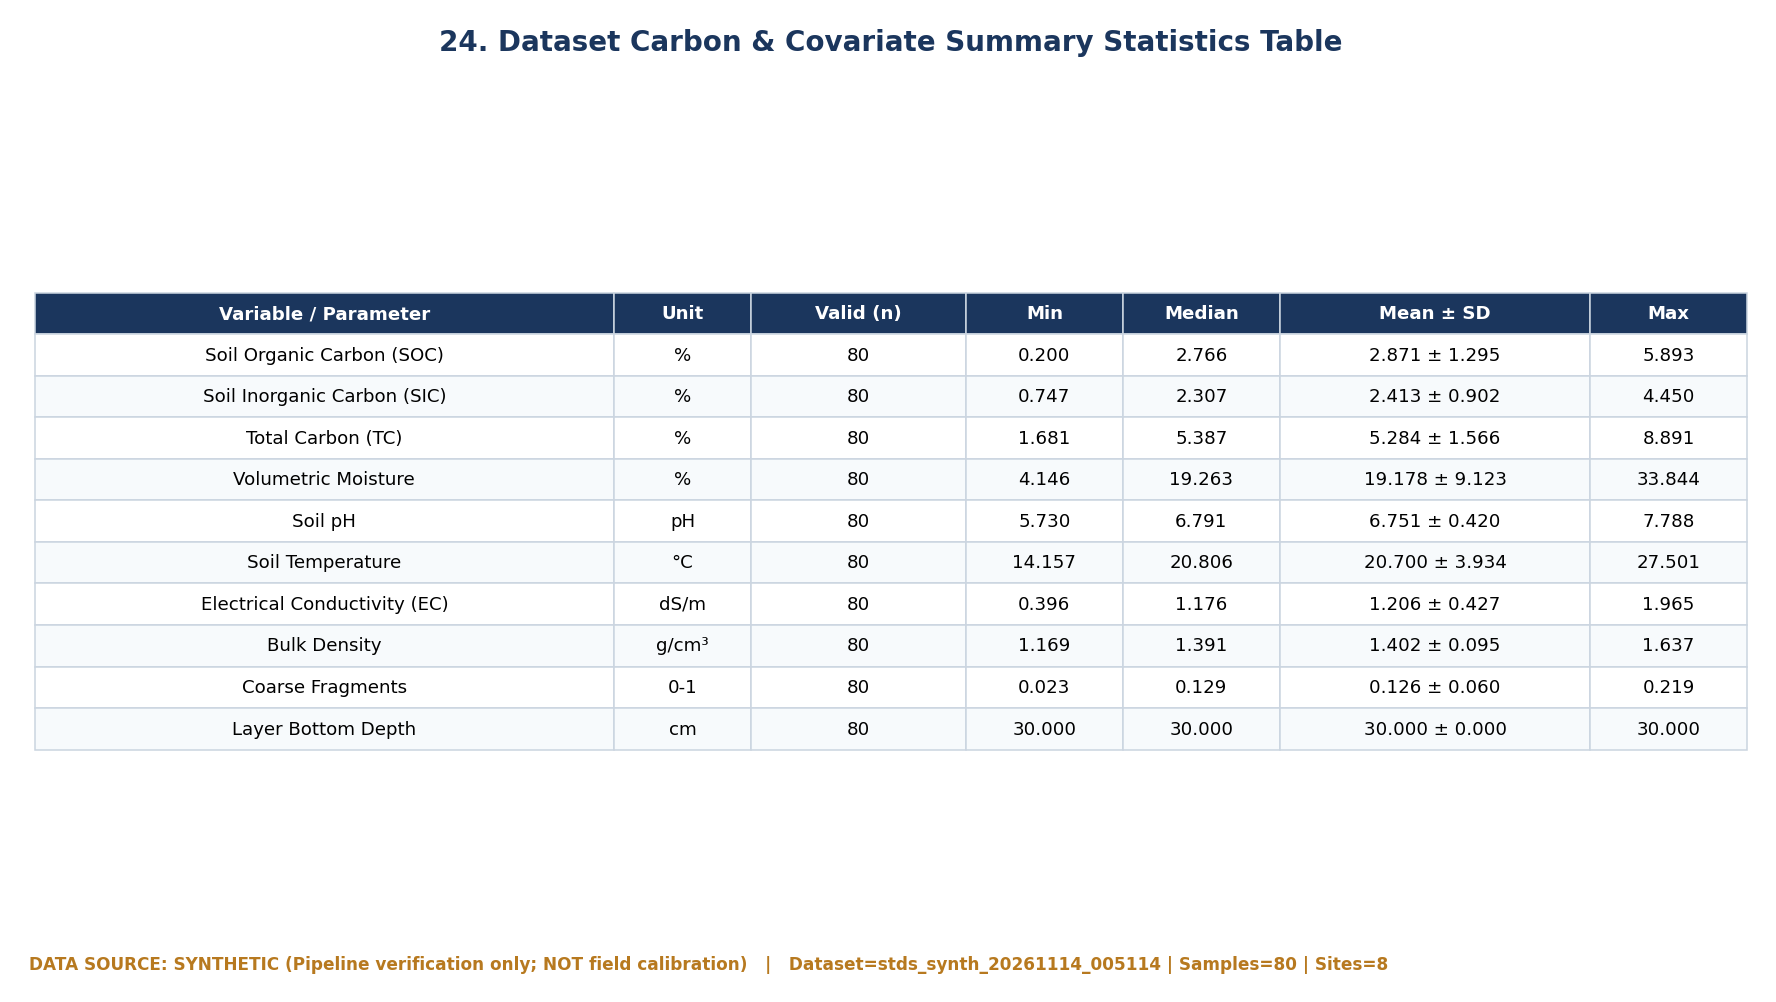 24. Dataset Carbon & Covariate Summary Statistics Table
Variable / Parameter Unit Valid (n) Min Median Mean ± SD Max
Soil Organic Carbon (SOC) % 80 0.200 2.766 2.871 ± 1.295 5.893
Soil Inorganic Carbon (SIC) % 80 0.747 2.307 2.413 ± 0.902 4.450
Total Carbon (TC) % 80 1.681 5.387 5.284 ± 1.566 8.891
Volumetric Moisture % 80 4.146 19.263 19.178 ± 9.123 33.844
Soil pH pH 80 5.730 6.791 6.751 ± 0.420 7.788
Soil Temperature °C 80 14.157 20.806 20.700 ± 3.934 27.501
Electrical Conductivity (EC) dS/m 80 0.396 1.176 1.206 ± 0.427 1.965
Bulk Density g/cm³ 80 1.169 1.391 1.402 ± 0.095 1.637
Coarse Fragments 0-1 80 0.023 0.129 0.126 ± 0.060 0.219
Layer Bottom Depth cm 80 30.000 30.000 30.000 ± 0.000 30.000
DATA SOURCE: SYNTHETIC (Pipeline verification only; NOT field calibration) | Dataset=stds_synth_20261114_005114 | Samples=80 | Sites=8